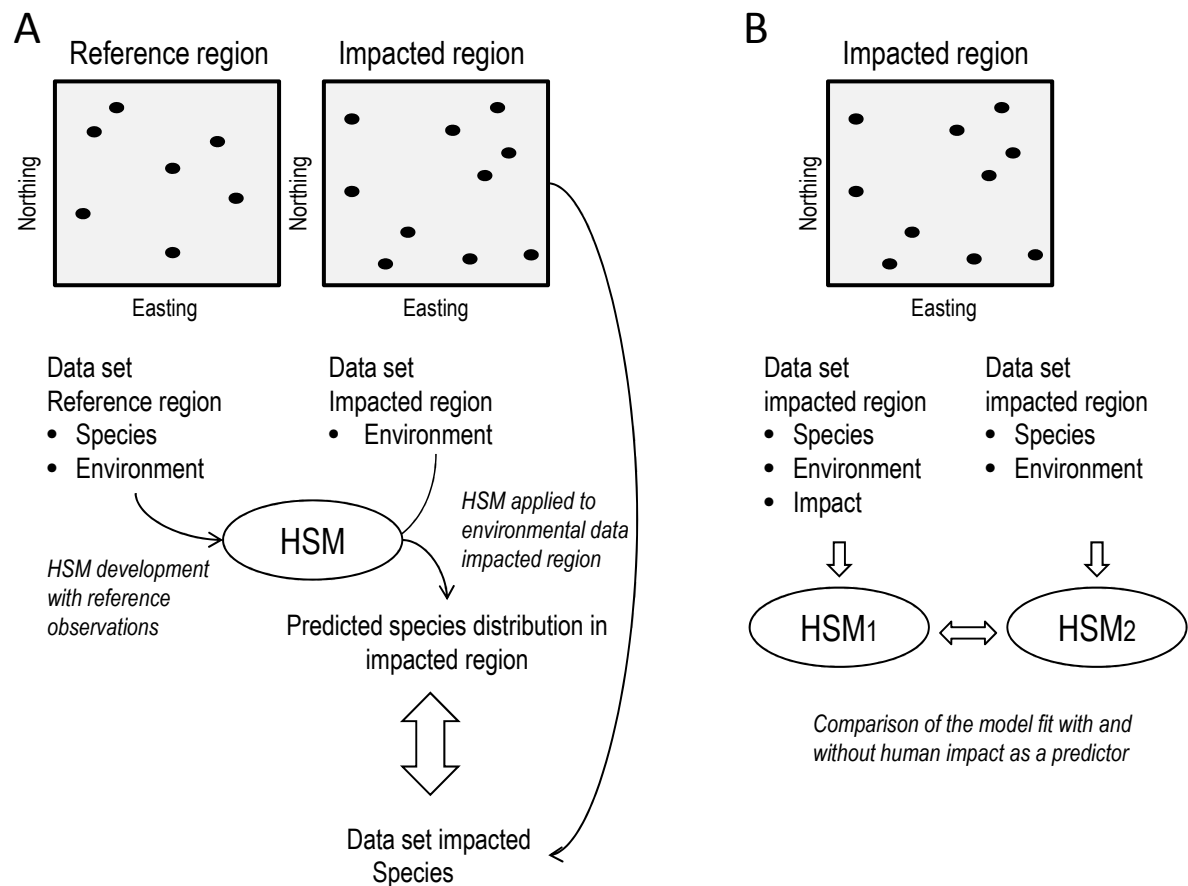 A
Reference region
Impacted region
Northing
Northing
Easting
Easting
Data set
Reference region
• Species
• Environment
Data set
Impacted region
• Environment
HSM
HSM development
with reference
observations
HSM applied to
environmental data
impacted region
Predicted species distribution in
impacted region
Data set impacted
Species
B
Impacted region
Northing
Easting
Data set
impacted region
• Species
• Environment
• Impact
Data set
impacted region
• Species
• Environment
HSM1
HSM2
Comparison of the model fit with and
without human impact as a predictor